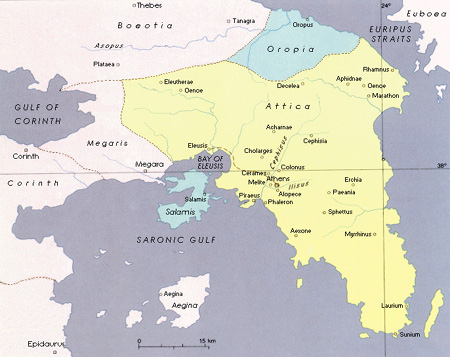 Thebes
Boeotia
Tanagra
Asopus
Plataea
Oropus
Oropia
24°
Euboea
EURIPUS
STRAITS
Rhamnus
Aphidnae
Oenoe
Marathon
Decelea
Eleutherae
Oenoe
Attica
GULF OF
CORINTH
Megaris
Acharnae
Cephisus
Cephisia
Cholarges
Eleusis
BAY OF
ELEUSIS
Corinth
Megara
Colonus
38°
Corinth
Cerameis
Athens
Melite
Ilisus
Alopece
Erchia
Paeania
Salamis
Salamis
Piraeus
Phaleron
Sphettus
SARONIC GULF
Aexone
Myrrhinus
Aegina
Aegina
Laurium
Sunium
0
15 km
Epidaurus